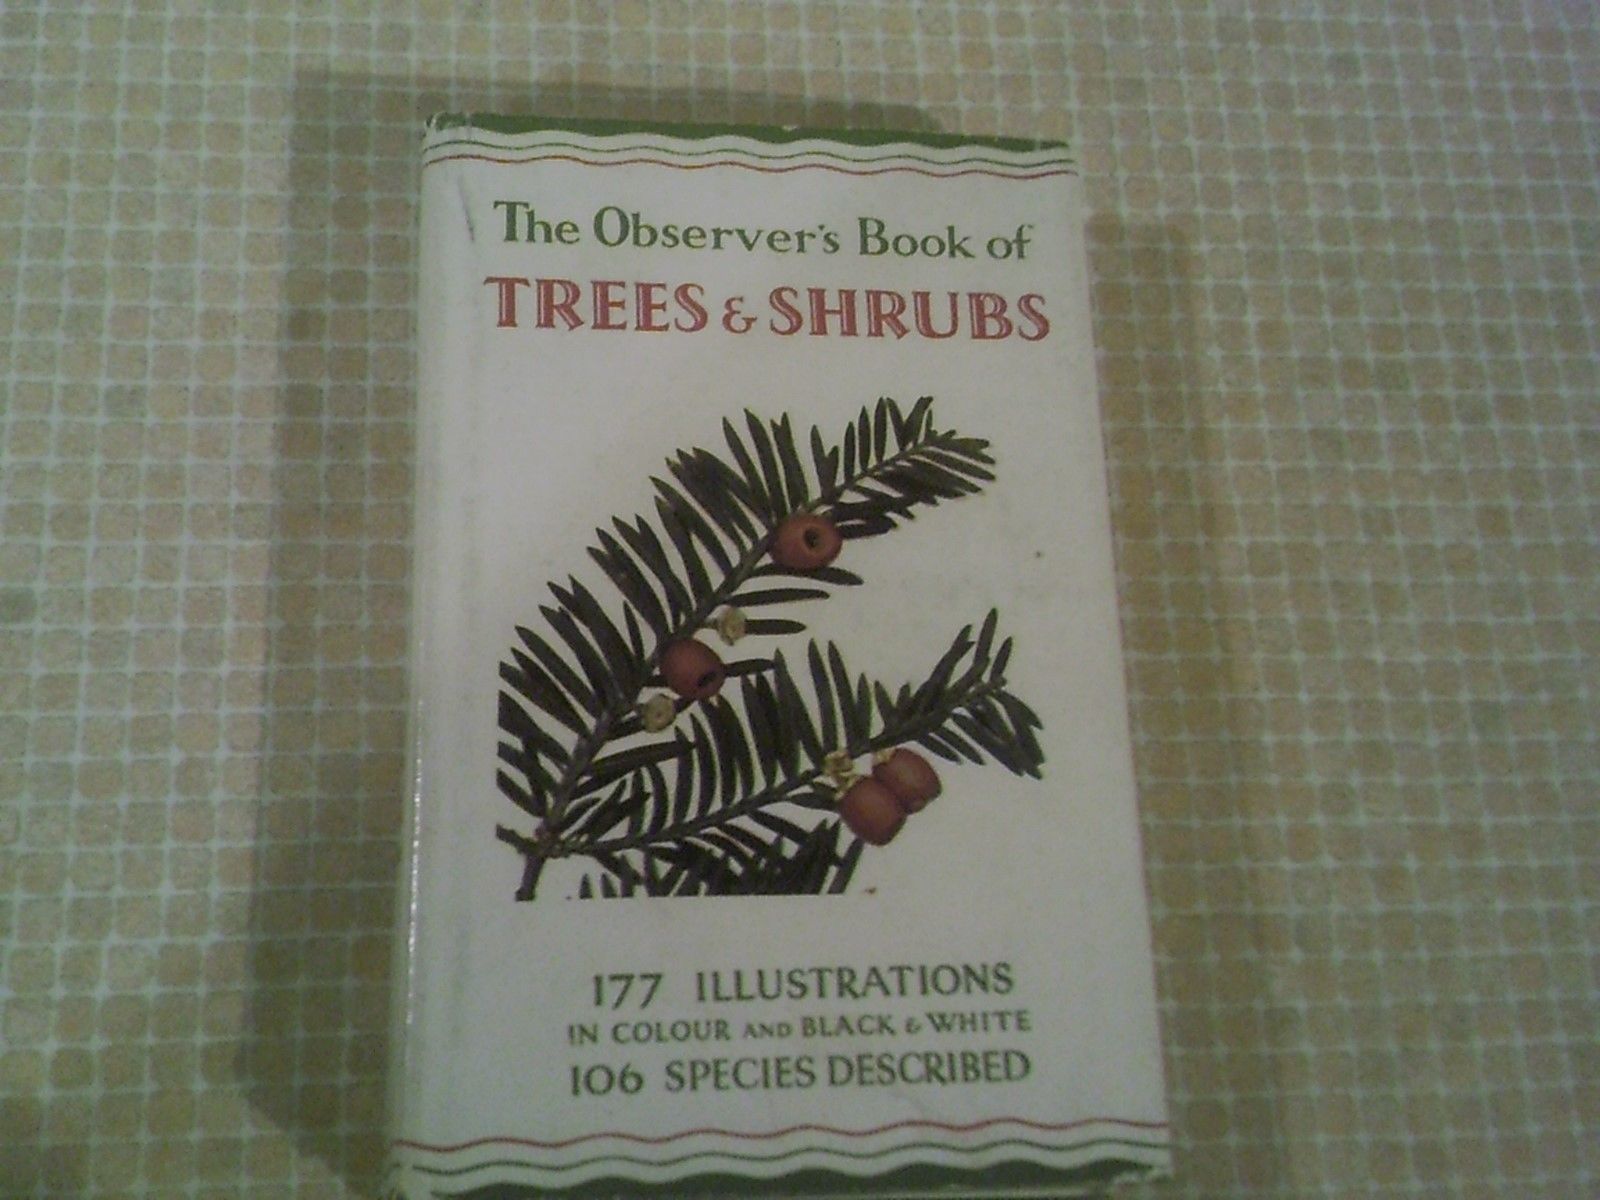 The Observer's Book of
TREES & SHRUBS
177 ILLUSTRATIONS
IN COLOUR AND BLACK & WHITE
106 SPECIES DESCRIBED